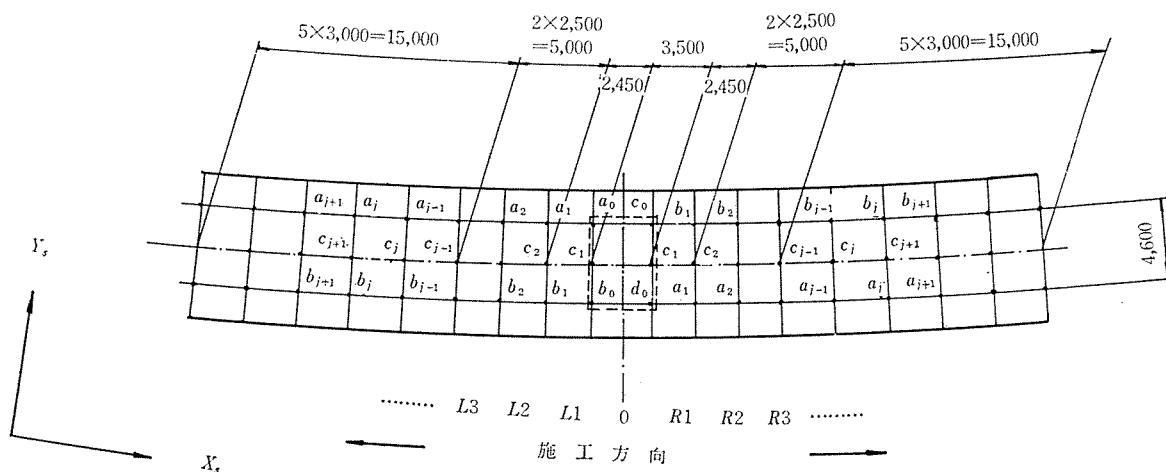 2×2,500 2×2,500
5×3,000=15,000 =5,000 3,500 =5,000 5×3,000=15,000
2,450 2,450
a_{j+1} a_j a_{j-1} a_2 a_1 a_0 c_0 b_1 b_2 b_{j-1} b_j b_{j+1}
c_{j+1} c_j c_{j-1} c_2 c_1 c_1 c_2 c_{j-1} c_j c_{j+1}
b_{j+1} b_j b_{j-1} b_2 b_1 b_0 d_0 a_1 a_2 a_{j-1} a_j a_{j+1}
4,600
Y_s
……… L3 L2 L1 0 R1 R2 R3 ………
施工方向
X_s